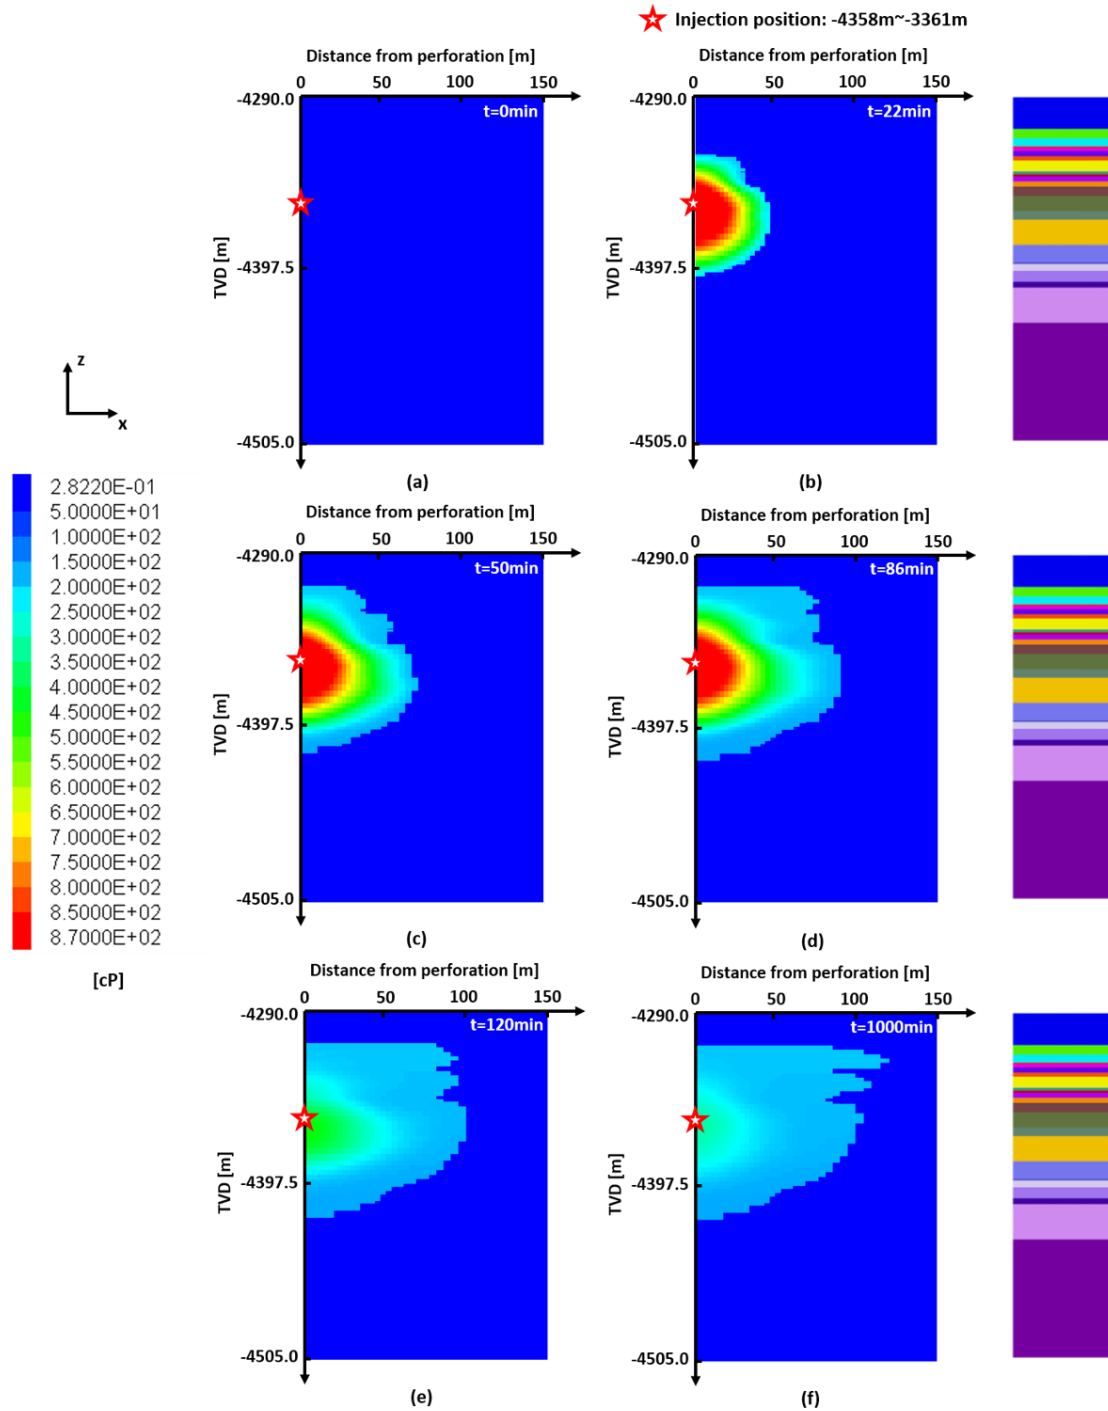 Injection position: -4358m~-3361m
Distance from perforation [m]
0 50 100 150
-4290.0
t=0min
TVD [m]
-4397.5
-4505.0
(a)
Distance from perforation [m]
0 50 100 150
-4290.0
t=22min
TVD [m]
-4397.5
-4505.0
(b)
z
x
2.8220E-01
5.0000E+01
1.0000E+02
1.5000E+02
2.0000E+02
2.5000E+02
3.0000E+02
3.5000E+02
4.0000E+02
4.5000E+02
5.0000E+02
5.5000E+02
6.0000E+02
6.5000E+02
7.0000E+02
7.5000E+02
8.0000E+02
8.5000E+02
8.7000E+02
[cP]
Distance from perforation [m]
0 50 100 150
-4290.0
t=50min
TVD [m]
-4397.5
-4505.0
(c)
Distance from perforation [m]
0 50 100 150
-4290.0
t=86min
TVD [m]
-4397.5
-4505.0
(d)
Distance from perforation [m]
0 50 100 150
-4290.0
t=120min
TVD [m]
-4397.5
-4505.0
(e)
Distance from perforation [m]
0 50 100 150
-4290.0
t=1000min
TVD [m]
-4397.5
-4505.0
(f)